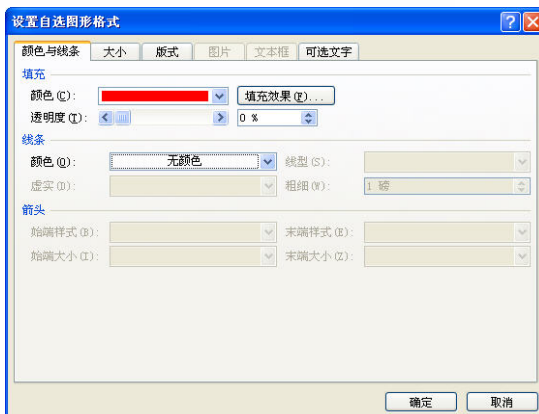 设置自选图形格式
颜色与线条 大小 版式 图片 文本框 可选文字
填充
颜色(C): 填充效果(F)...
透明度(T): 0 %
线条
颜色(O): 无颜色 线型(S):
虚实(D): 粗细(W): 1 磅
箭头
始端样式(B): 末端样式(E):
始端大小(I): 末端大小(Z):
确定 取消